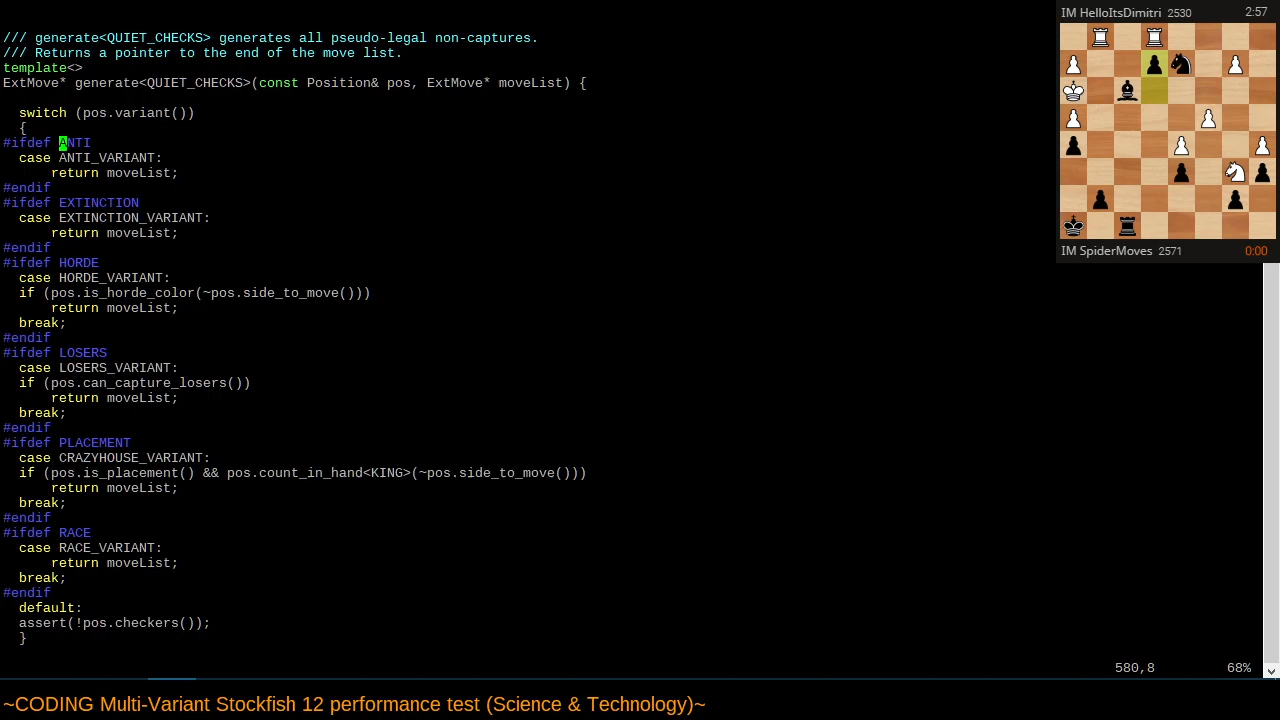 /// generate<QUIET_CHECKS> generates all pseudo-legal non-captures.
/// Returns a pointer to the end of the move list.
template<>
ExtMove* generate<QUIET_CHECKS>(const Position& pos, ExtMove* moveList) {

  switch (pos.variant())
  {
#ifdef ANTI
  case ANTI_VARIANT:
      return moveList;
#endif
#ifdef EXTINCTION
  case EXTINCTION_VARIANT:
      return moveList;
#endif
#ifdef HORDE
  case HORDE_VARIANT:
  if (pos.is_horde_color(~pos.side_to_move()))
      return moveList;
  break;
#endif
#ifdef LOSERS
  case LOSERS_VARIANT:
  if (pos.can_capture_losers())
      return moveList;
  break;
#endif
#ifdef PLACEMENT
  case CRAZYHOUSE_VARIANT:
  if (pos.is_placement() && pos.count_in_hand<KING>(~pos.side_to_move()))
      return moveList;
  break;
#endif
#ifdef RACE
  case RACE_VARIANT:
      return moveList;
  break;
#endif
  default:
  assert(!pos.checkers());
  }
580,8 68%
IM HelloItsDimitri 2530 2:57
IM SpiderMoves 2571 0:00
~CODING Multi-Variant Stockfish 12 performance test (Science & Technology)~